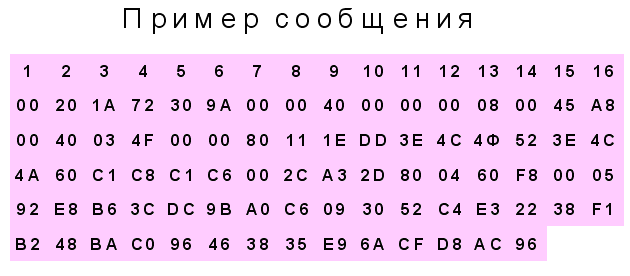 Пример сообщения
1 2 3 4 5 6 7 8 9 10 11 12 13 14 15 16
00 20 1A 72 30 9A 00 00 40 00 00 00 08 00 45 A8
00 40 03 4F 00 00 80 11 1E DD 3E 4C 4Ф 52 3E 4C
4A 60 C1 C8 C1 C6 00 2C A3 2D 80 04 60 F8 00 05
92 E8 B6 3C DC 9B A0 C6 09 30 52 C4 E3 22 38 F1
B2 48 BA C0 96 46 38 35 E9 6A CF D8 AC 96